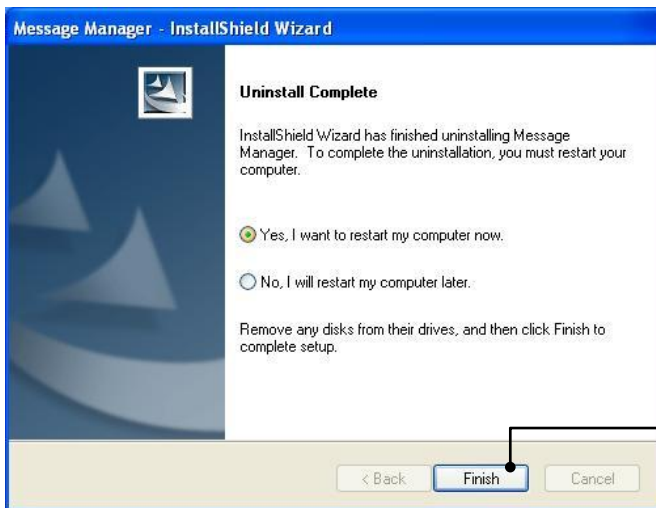 Message Manager - InstallShield Wizard
Uninstall Complete
InstallShield Wizard has finished uninstalling Message
Manager. To complete the uninstallation, you must restart your
computer.
Yes, I want to restart my computer now.
No, I will restart my computer later.
Remove any disks from their drives, and then click Finish to
complete setup.
< Back Finish Cancel